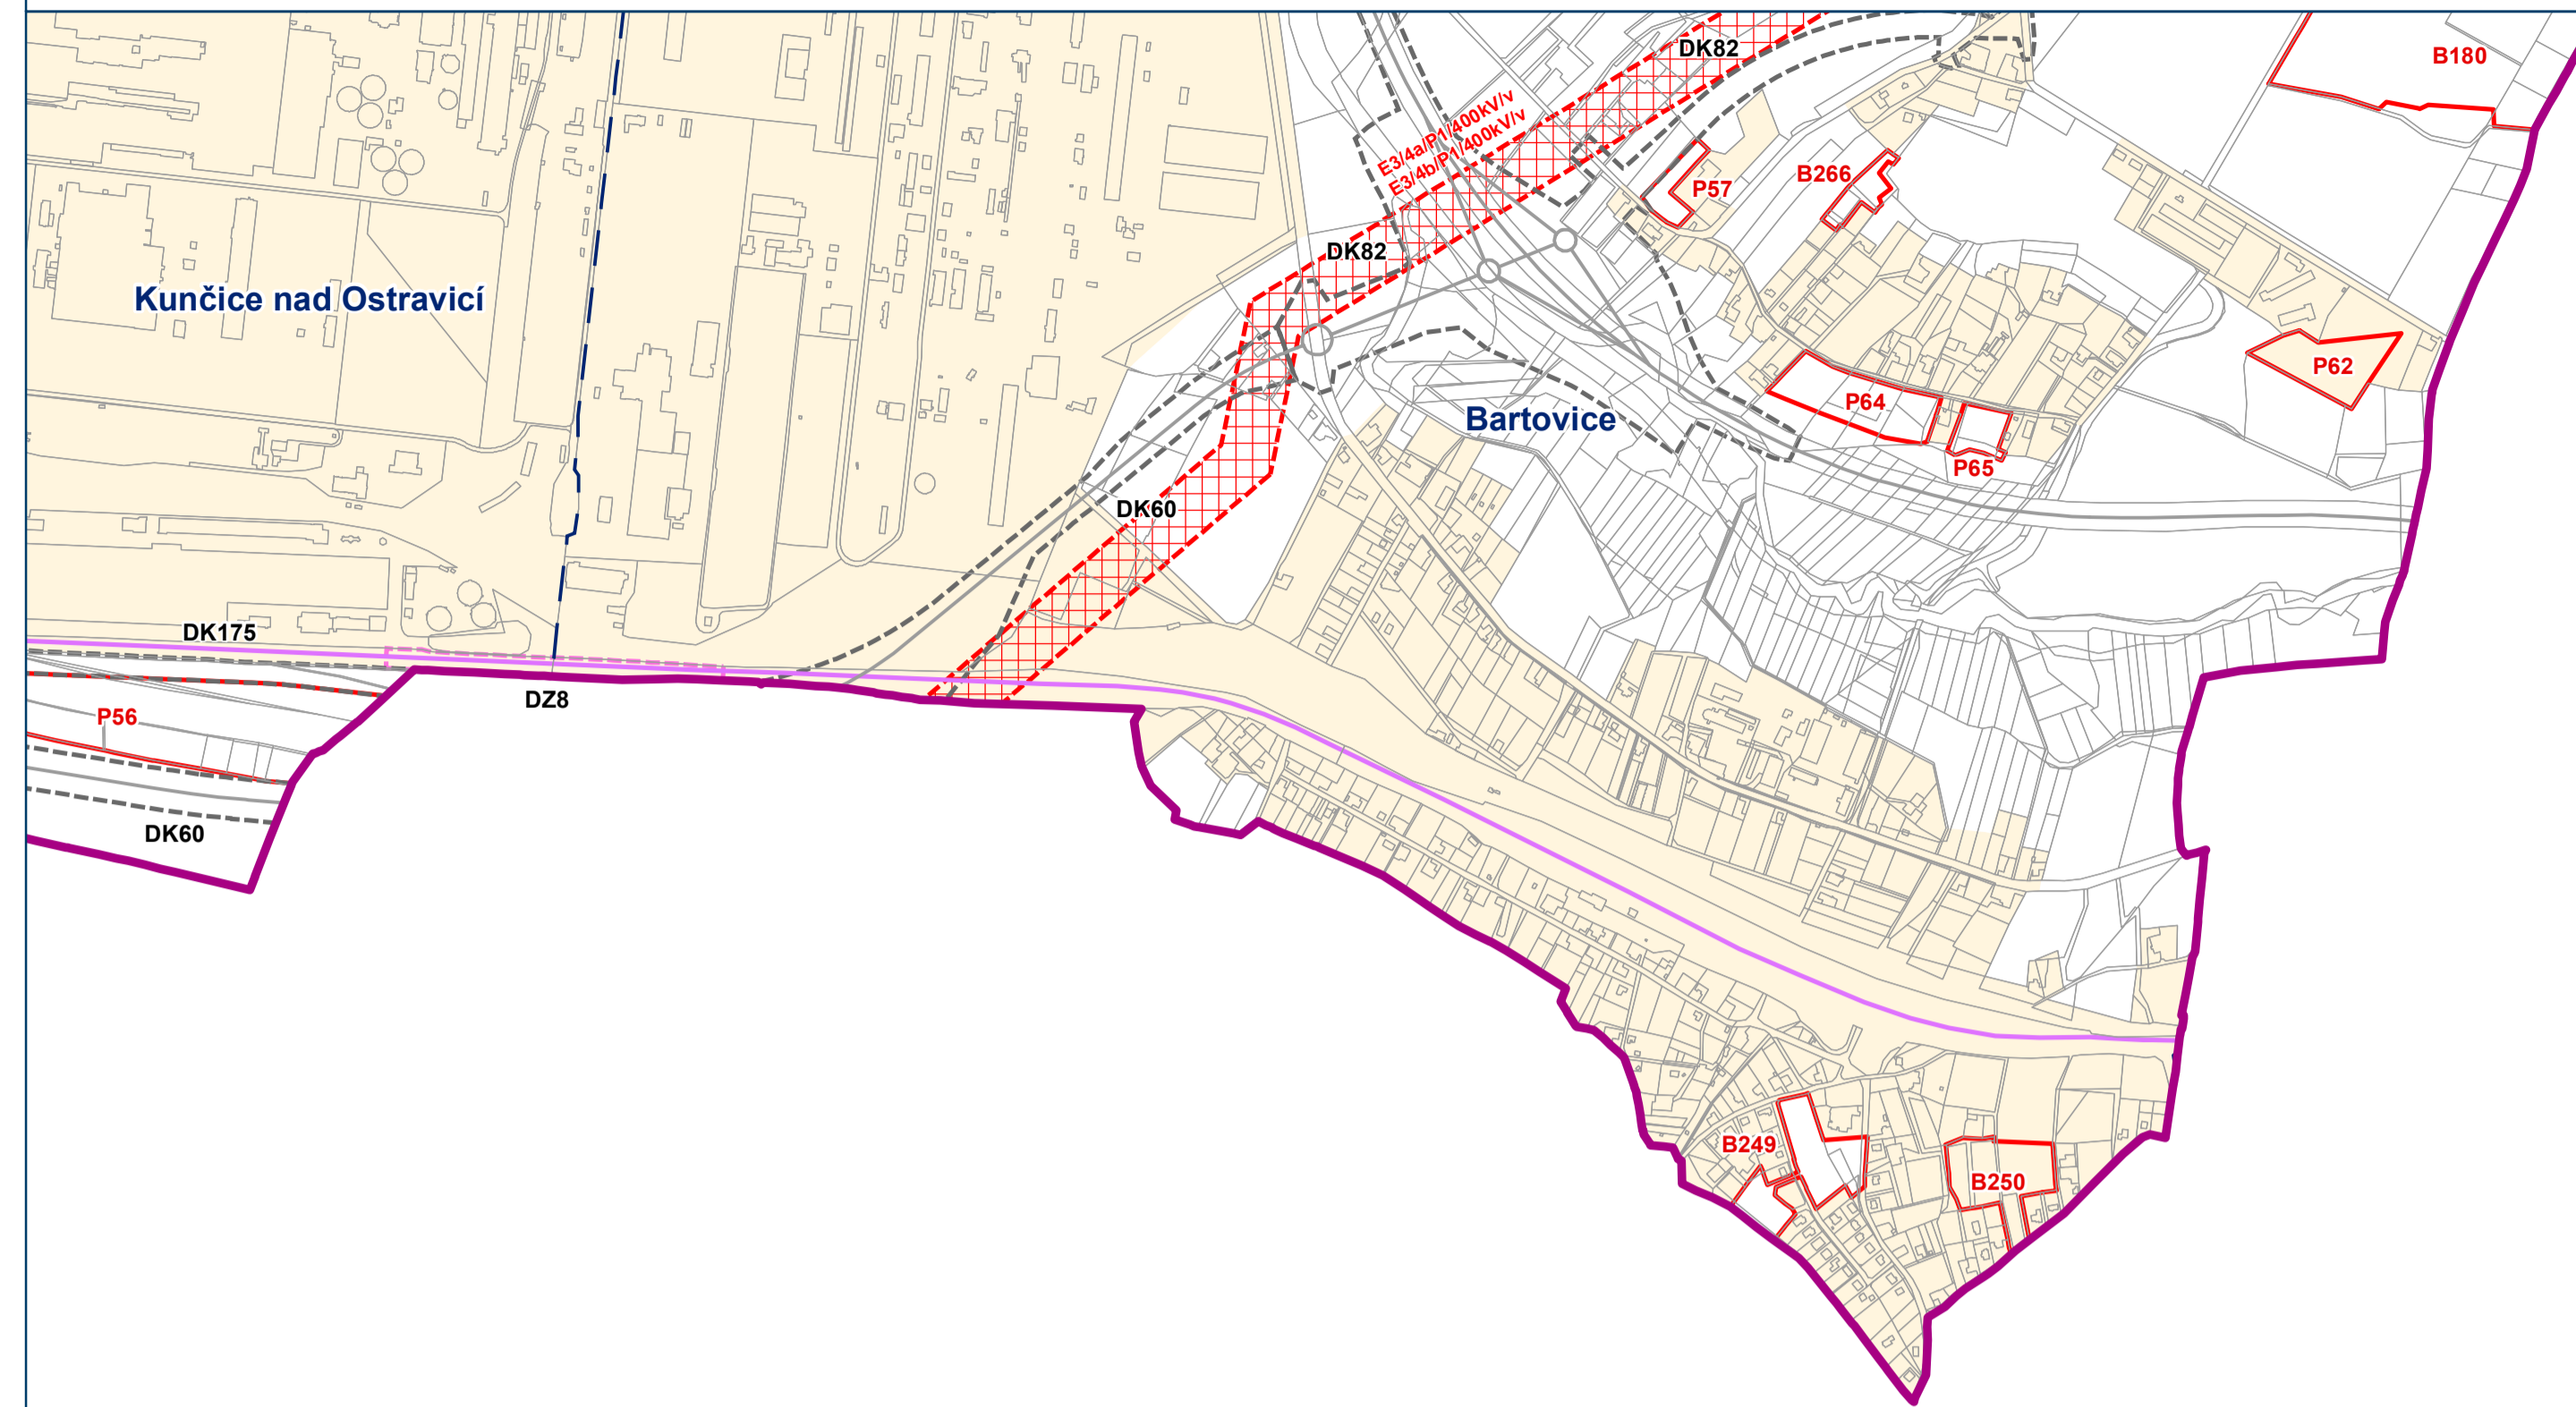 DK82
B180
E3/4a/P1/400kV/v
E3/4b/P1/400kV/v
B266
P57
DK82
Kunčice nad Ostravicí
P62
P64
Bartovice
P65
DK60
DK175
DZ8
P56
DK60
B249
B250